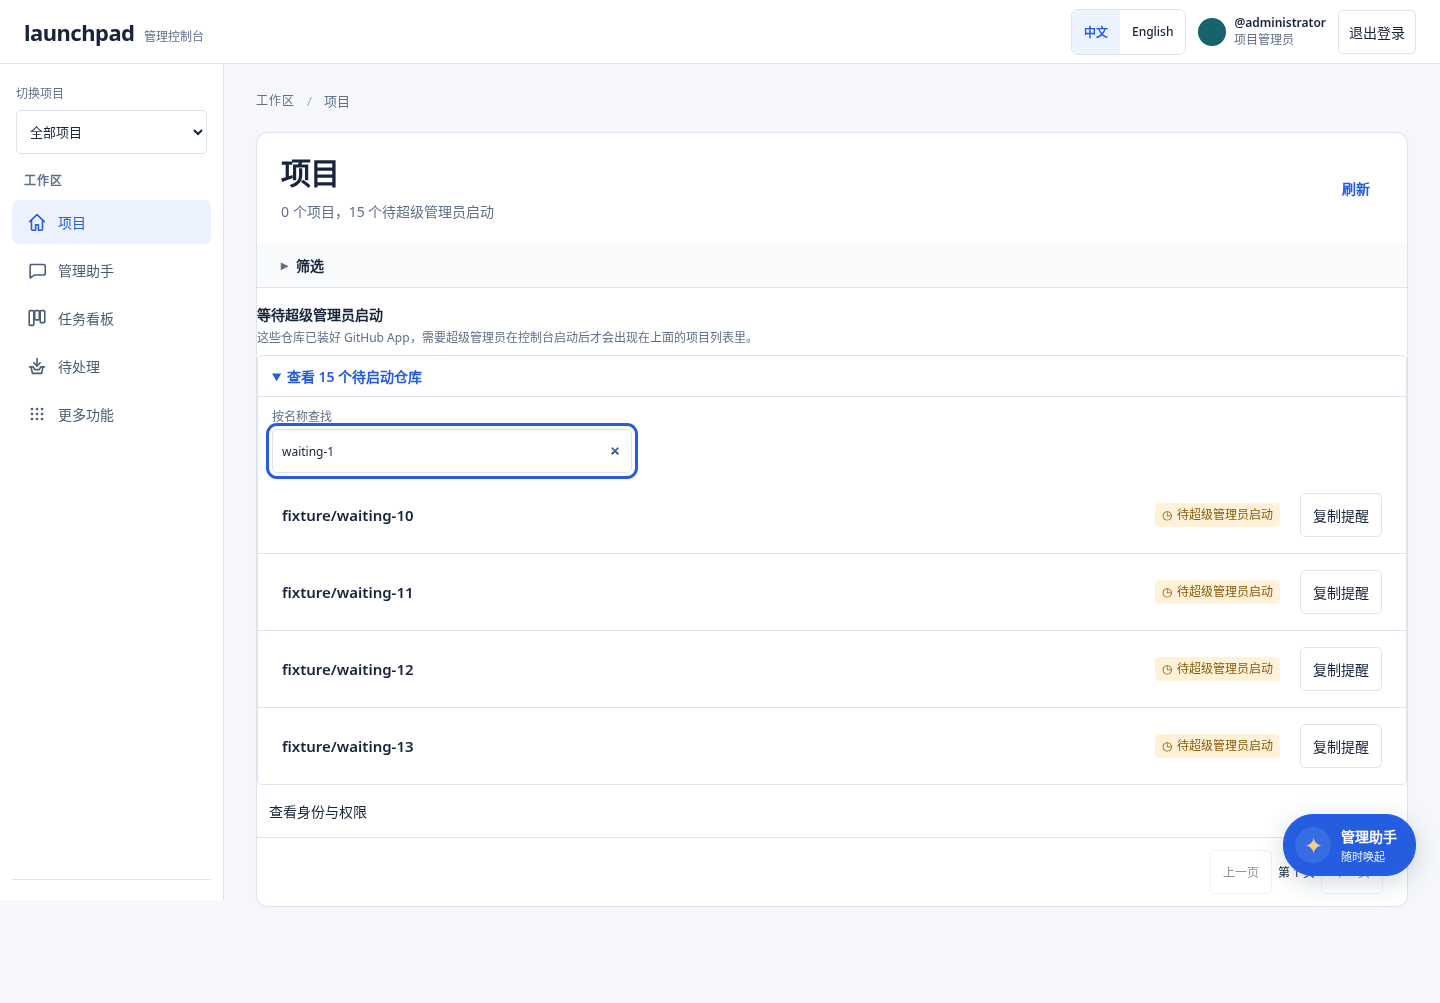 launchpad 管理控制台
中文 English
@administrator
项目管理员
退出登录
切换项目
全部项目
工作区
项目
管理助手
任务看板
待处理
更多功能
工作区 / 项目
项目
0 个项目，15 个待超级管理员启动
刷新
▶ 筛选
等待超级管理员启动
这些仓库已装好 GitHub App，需要超级管理员在控制台启动后才会出现在上面的项目列表里。
▼ 查看 15 个待启动仓库
按名称查找
waiting-1 ×
fixture/waiting-10 待超级管理员启动 复制提醒
fixture/waiting-11 待超级管理员启动 复制提醒
fixture/waiting-12 待超级管理员启动 复制提醒
fixture/waiting-13 待超级管理员启动 复制提醒
查看身份与权限
管理助手
随时唤起
上一页 第 1 页